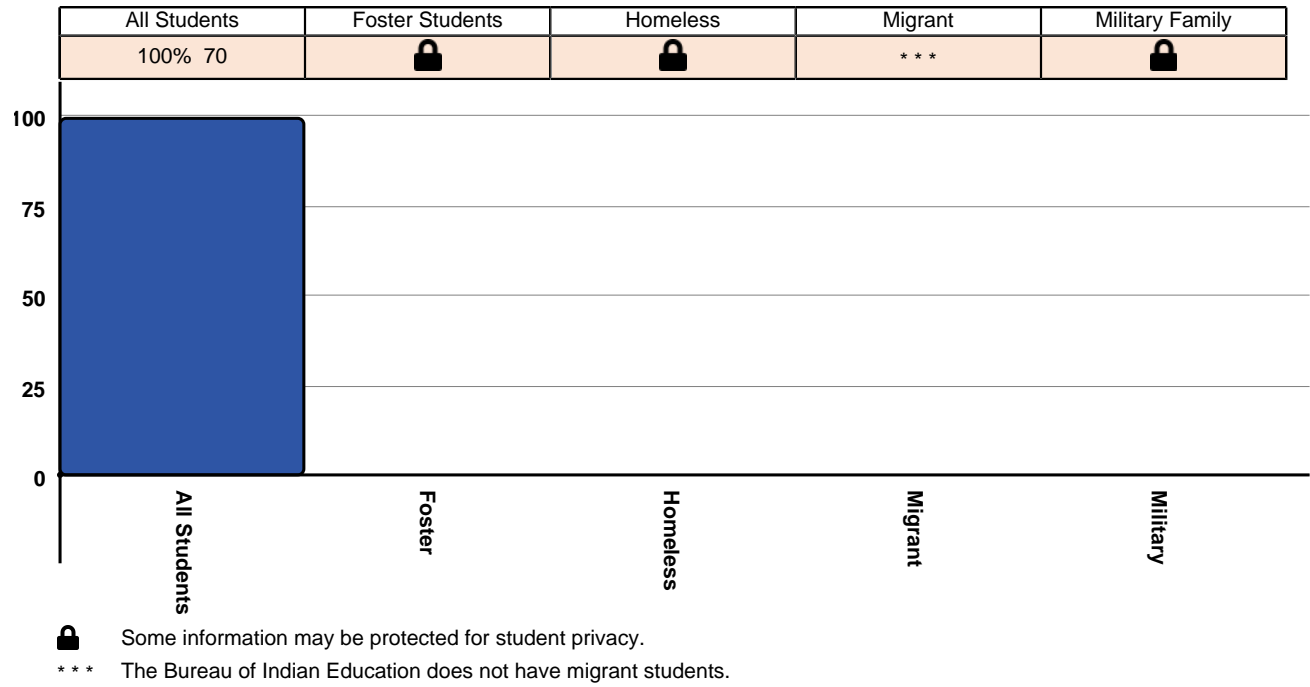 All Students Foster Students Homeless Migrant Military Family
100% 70 * * *
100
75
50
25
0
All Students
Foster
Homeless
Migrant
Military
Some information may be protected for student privacy.
* * * The Bureau of Indian Education does not have migrant students.